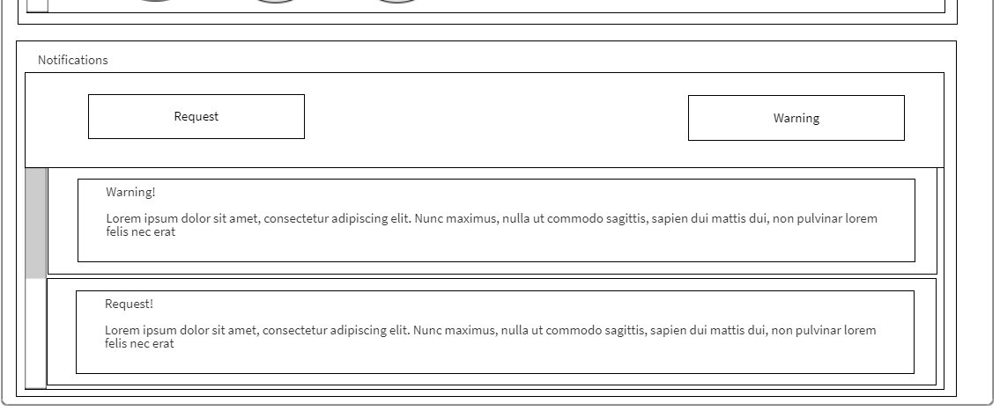 Notifications
Request
Warning
Warning!
Lorem ipsum dolor sit amet, consectetur adipiscing elit. Nunc maximus, nulla ut commodo sagittis, sapien dui mattis dui, non pulvinar lorem
felis nec erat
Request!
Lorem ipsum dolor sit amet, consectetur adipiscing elit. Nunc maximus, nulla ut commodo sagittis, sapien dui mattis dui, non pulvinar lorem
felis nec erat